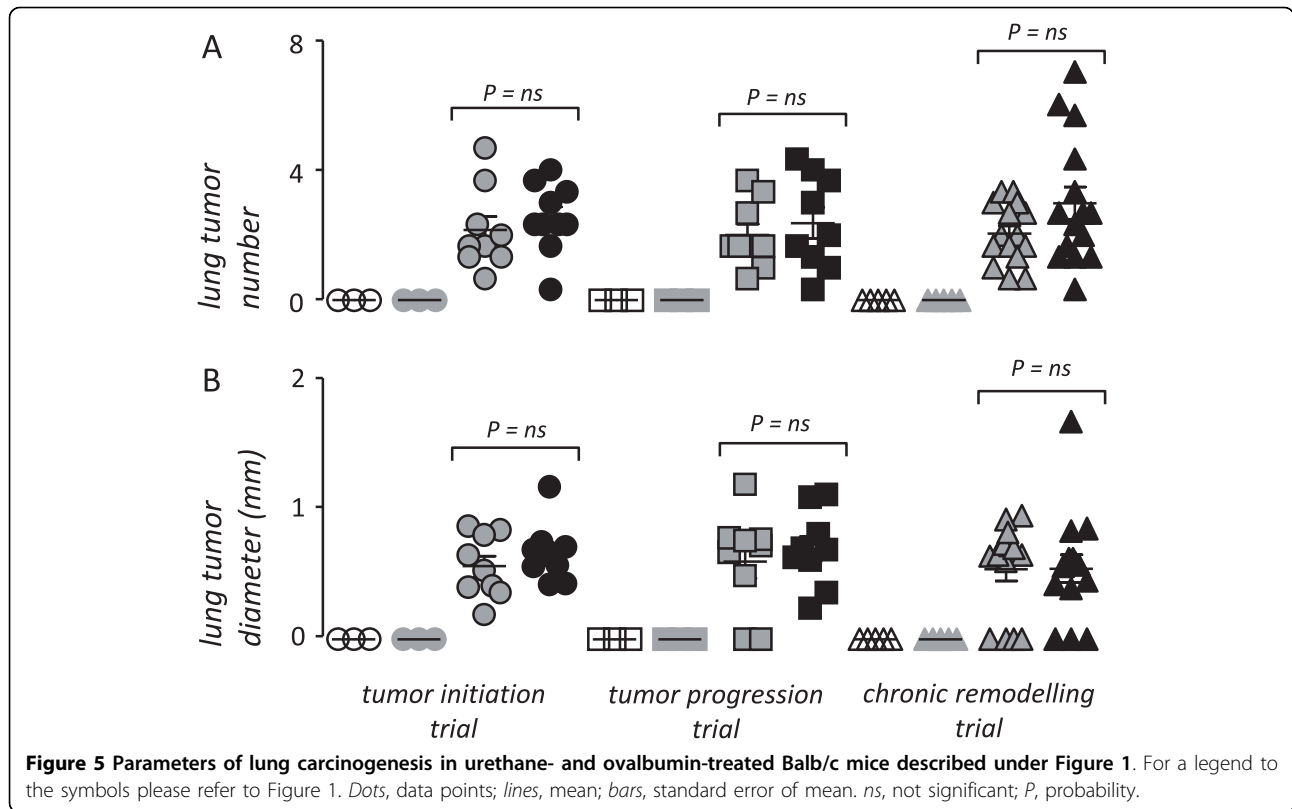 A
8
P = ns
P = ns
P = ns
lung tumor
number
4
0
B
2
P = ns
P = ns
P = ns
lung tumor
diameter (mm)
1
0
tumor initiation
trial
tumor progression
trial
chronic remodelling
trial
Figure 5 Parameters of lung carcinogenesis in urethane- and ovalbumin-treated Balb/c mice described under Figure 1. For a legend to
the symbols please refer to Figure 1. Dots, data points; lines, mean; bars, standard error of mean. ns, not significant; P, probability.